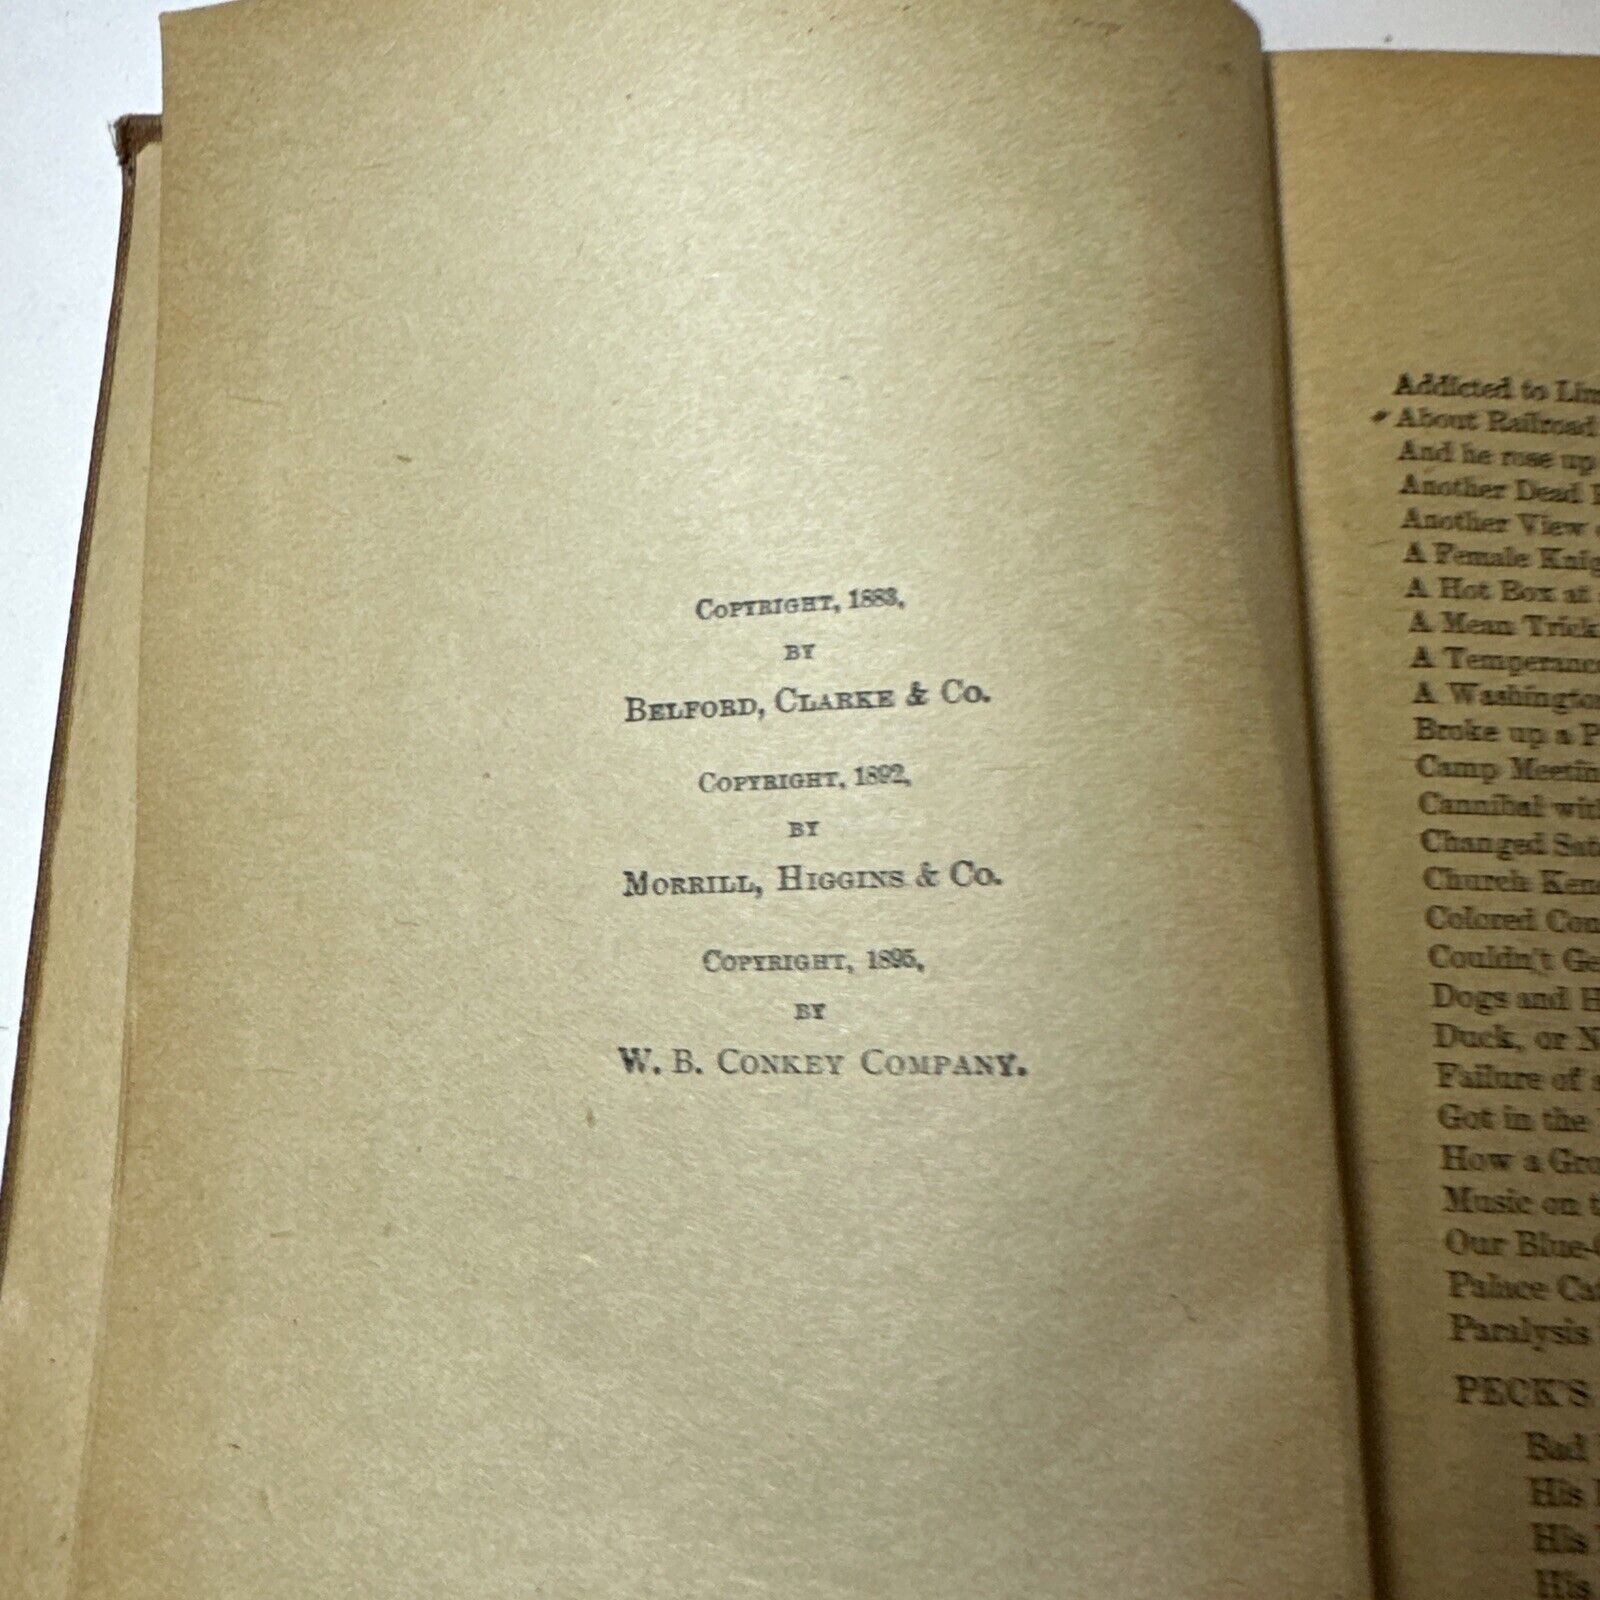 Copyright, 1883,
by
Belford, Clarke & Co.
Copyright, 1892,
by
Morrill, Higgins & Co.
Copyright, 1895,
by
W. B. Conkey Company.
Addicted to
About Railroad
And he rose up
Another Dead
Another View
A Female
A Hot Box at
A Mean Trick
A Temperance
A Washington
Broke up a
Camp
Cannibal
Changed
Church
Colored
Couldn't
Dogs and
Duck, or
Failure of
Got in the
How a
Music on
Our
Palace
Paralysis
PECK'S
Bad
His
His
His